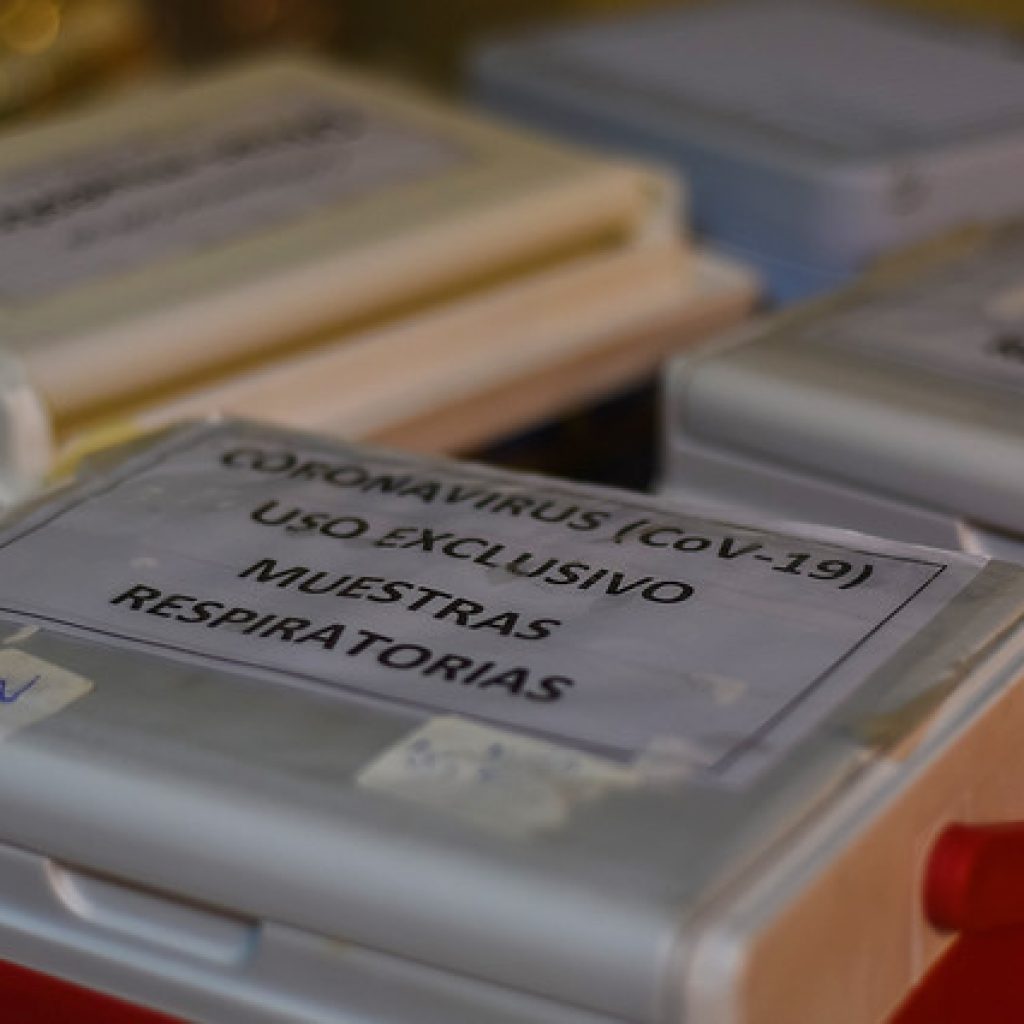 CORONAVIRUS (CoV-19)
USO EXCLUSIVO
MUESTRAS
RESPIRATORIAS